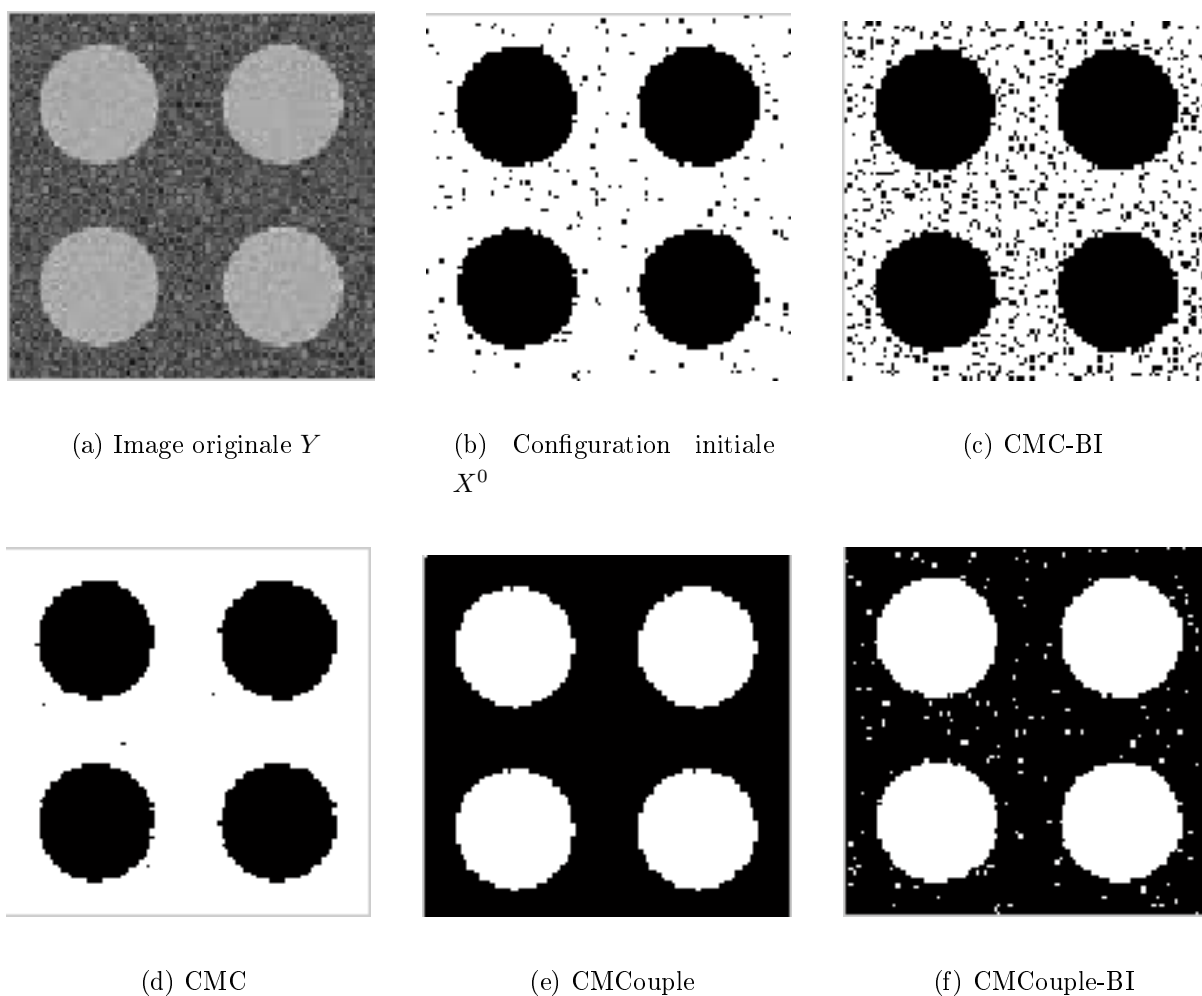 (a) Image originale Y
(b) Configuration initiale
X⁰
(c) CMC-BI
(d) CMC
(e) CMCouple
(f) CMCouple-BI